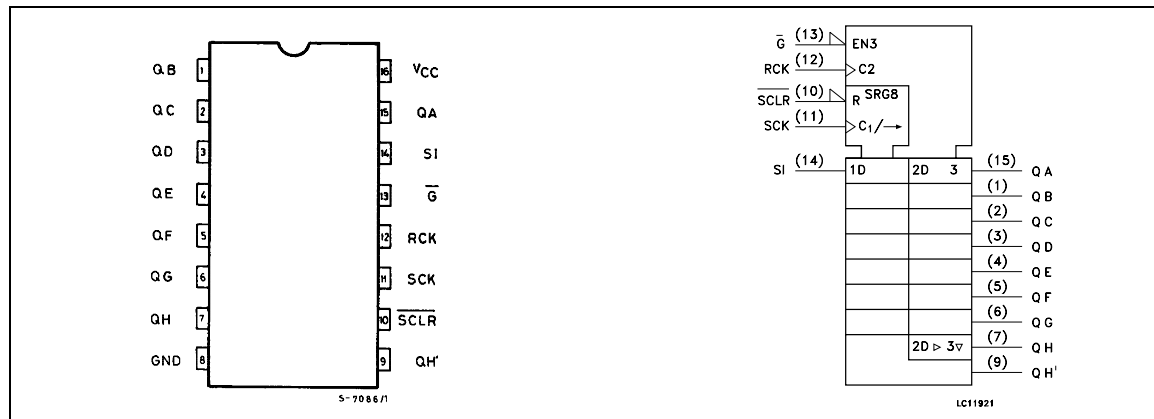 QB 1 16 VCC
QC 2 15 QA
QD 3 14 SI
QE 4 13 G̅
QF 5 12 RCK
QG 6 11 SCK
QH 7 10 S̅C̅L̅R̅
GND 8 9 QH'
S-7086/1
G̅ (13) EN3
RCK (12) C2
S̅C̅L̅R̅ (10) R SRG8
SCK (11) C1/→
SI (14) 1D 2D 3 (15) QA
(1) QB
(2) QC
(3) QD
(4) QE
(5) QF
(6) QG
2D ▷ 3▽ (7) QH
(9) QH'
LC11921